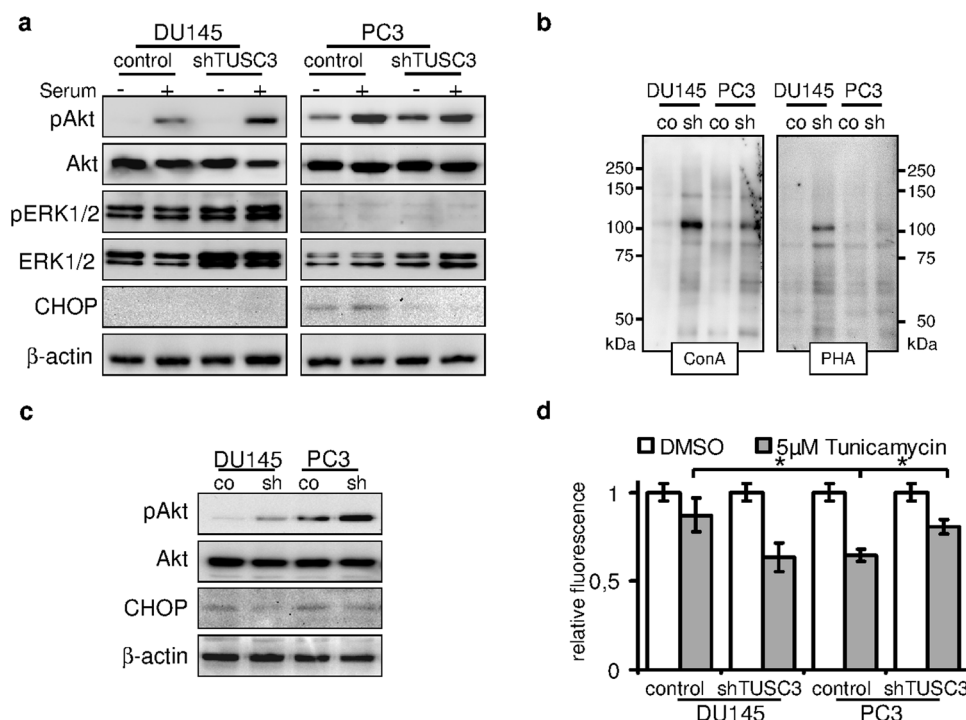 a
DU145 PC3
control shTUSC3 control shTUSC3
Serum - + - + - + - +
pAkt
Akt
pERK1/2
ERK1/2
CHOP
β-actin
b
DU145 PC3 DU145 PC3
co sh co sh co sh co sh
250 250
150 150
100 100
75 75
50 50
kDa kDa
ConA PHA
c
DU145 PC3
co sh co sh
pAkt
Akt
CHOP
β-actin
d
DMSO 5µM Tunicamycin
* *
1
0,5
0
relative fluorescence
control shTUSC3 control shTUSC3
DU145 PC3